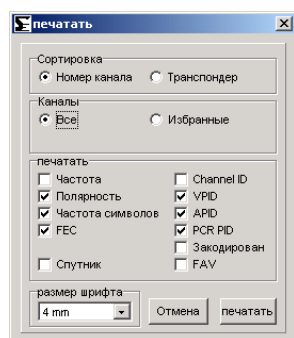 печатать
Сортировка
Номер канала Транспондер
Каналы
Все Избранные
печатать
Частота Channel ID
Полярность VPID
Частота символов APID
FEC PCR PID
Закодирован
Спутник FAV
размер шрифта
4 mm Отмена печатать